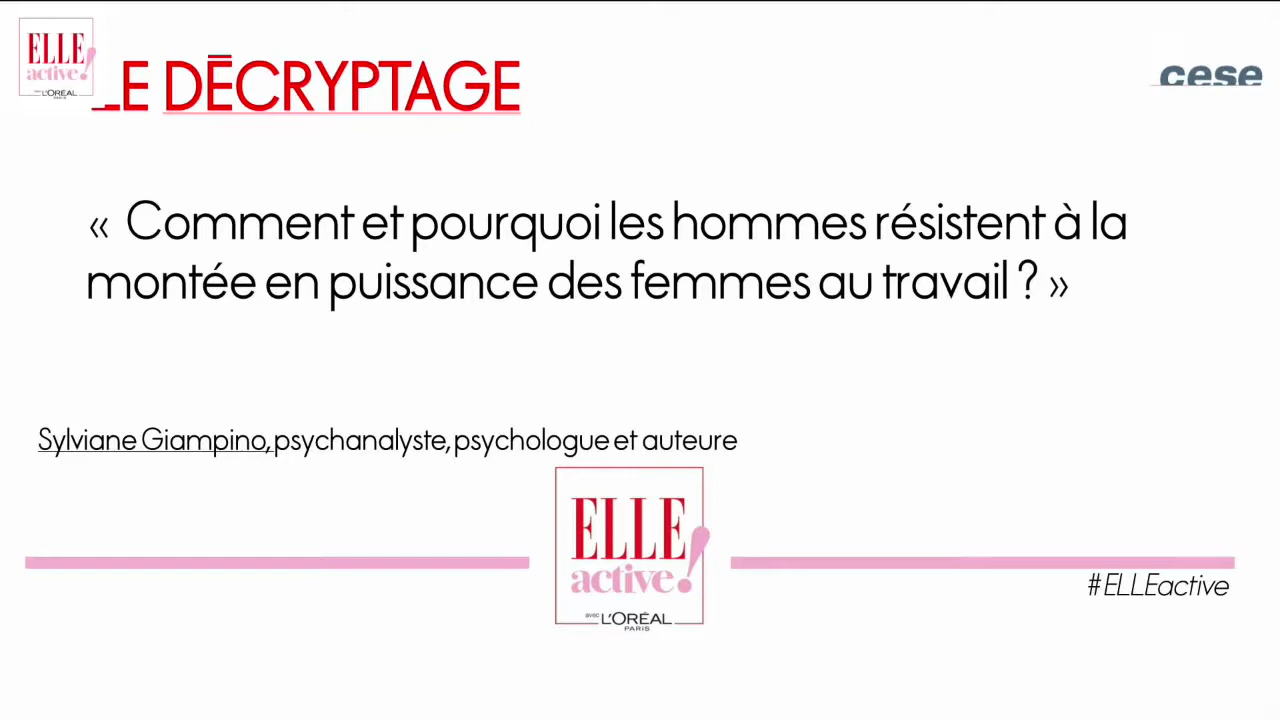 ELLE
active!
avec L'ORÉAL
PARIS
LE DÉCRYPTAGE
cese
« Comment et pourquoi les hommes résistent à la
montée en puissance des femmes au travail ? »
Sylviane Giampino, psychanalyste, psychologue et auteure
ELLE
active!
avec L'ORÉAL
PARIS
#ELLEactive